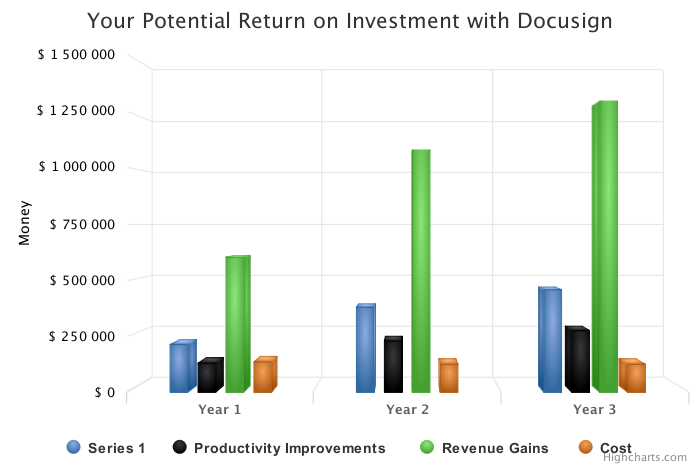 Your Potential Return on Investment with Docusign
$ 1 500 000
$ 1 250 000
$ 1 000 000
$ 750 000
$ 500 000
$ 250 000
$ 0
Money
Year 1
Year 2
Year 3
Series 1
Productivity Improvements
Revenue Gains
Cost
Highcharts.com